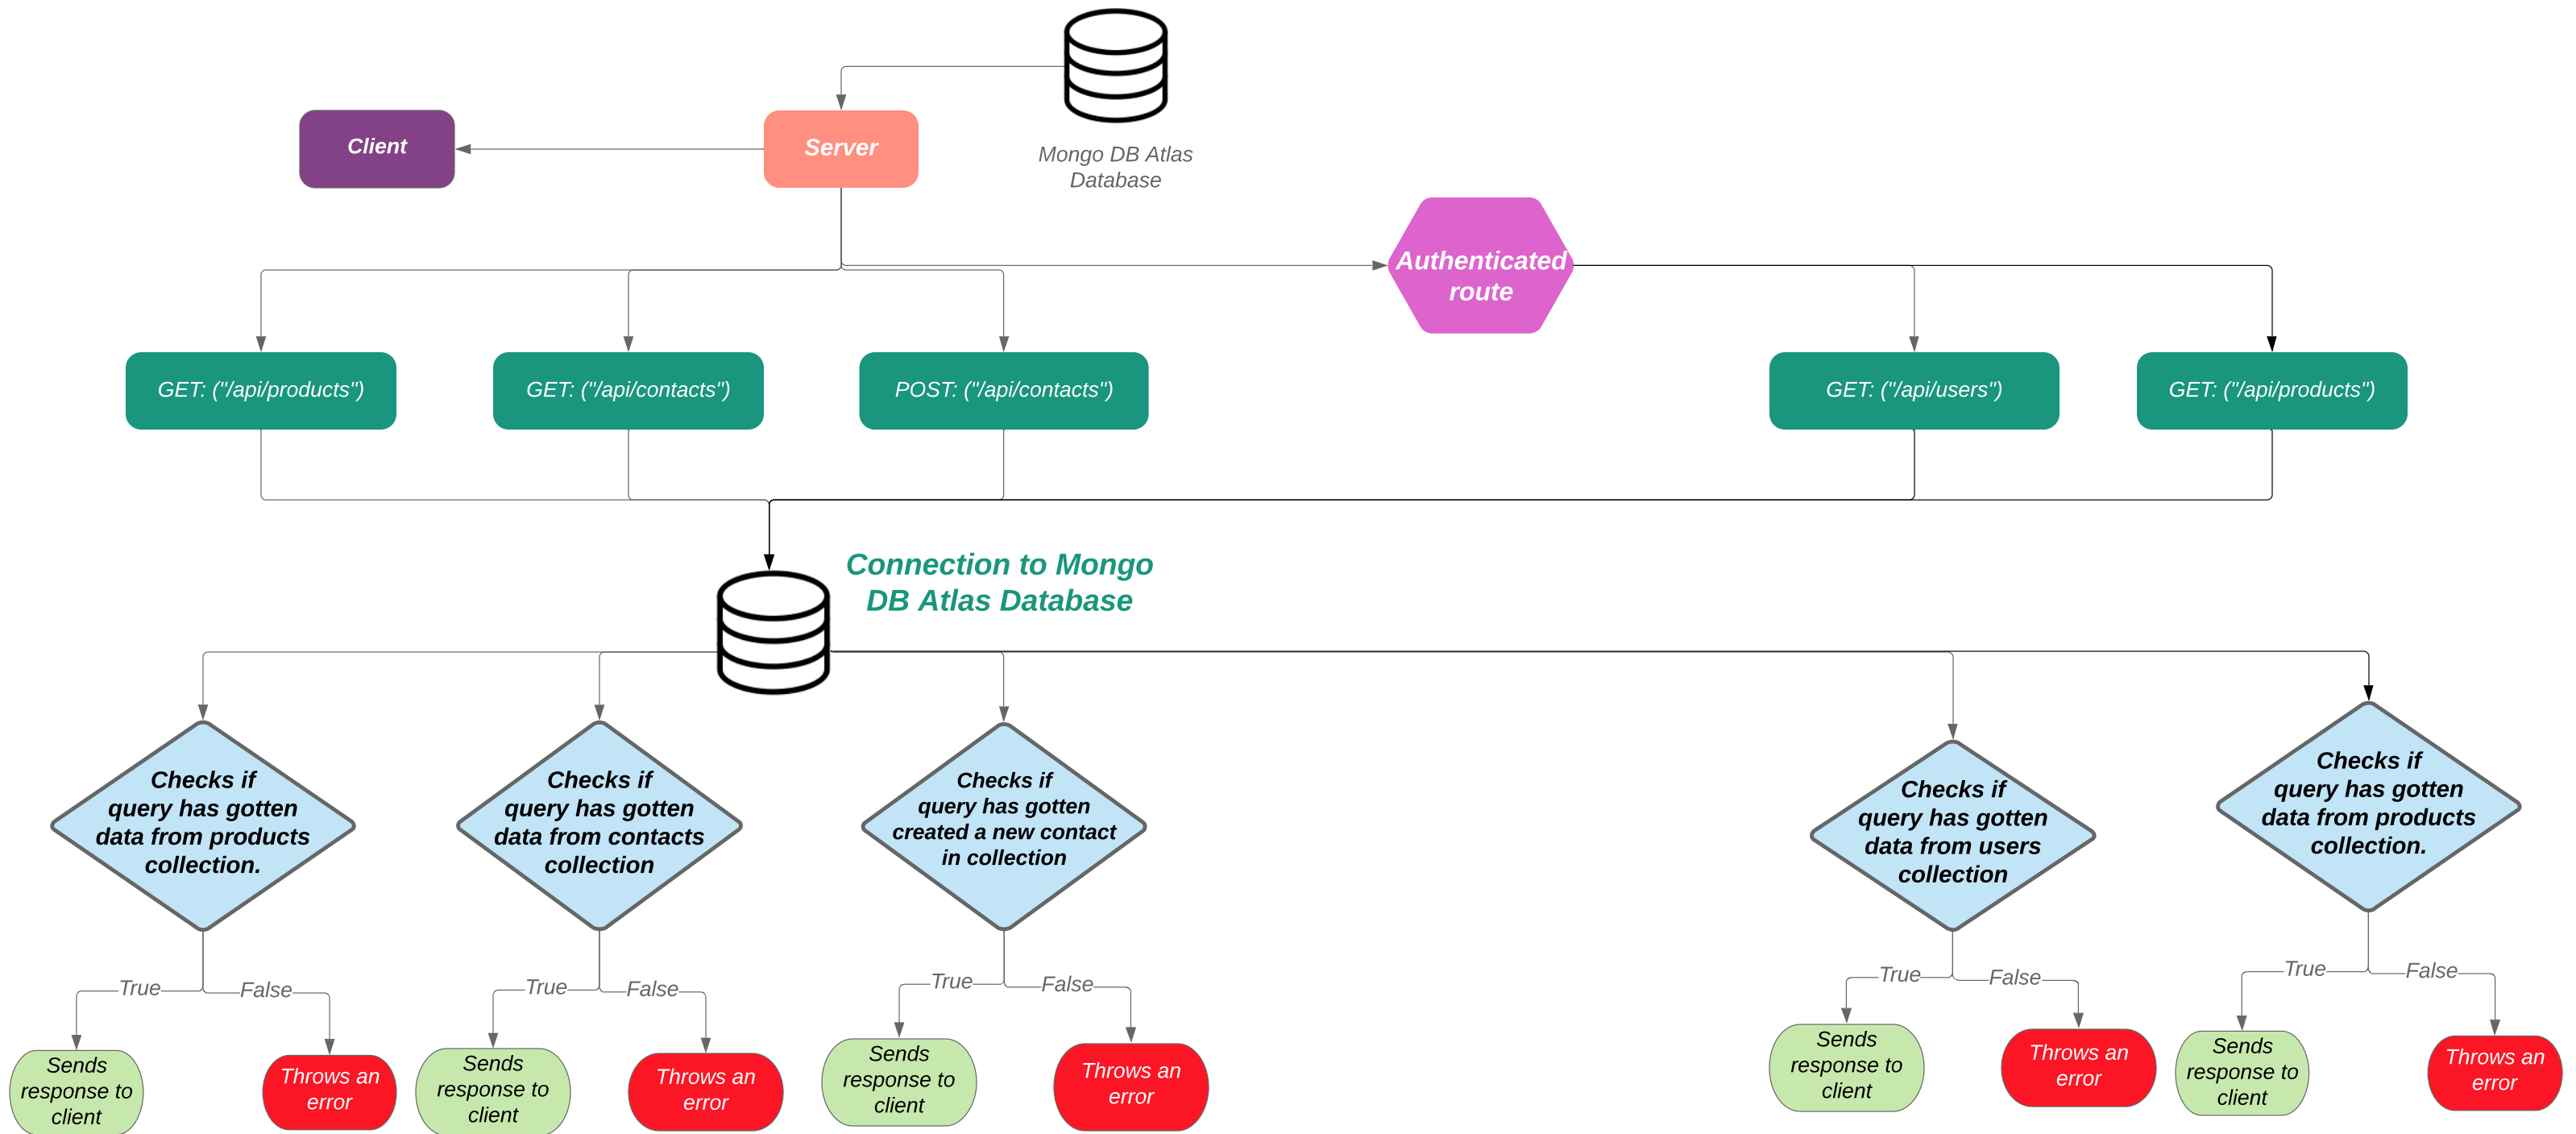 Client
Server
Mongo DB Atlas
Database
Authenticated
route
GET: ("/api/products")
GET: ("/api/contacts")
POST: ("/api/contacts")
GET: ("/api/users")
GET: ("/api/products")
Connection to Mongo
DB Atlas Database
Checks if
query has gotten
data from products
collection.
Checks if
query has gotten
data from contacts
collection
Checks if
query has gotten
created a new contact
in collection
Checks if
query has gotten
data from users
collection
Checks if
query has gotten
data from products
collection.
True
False
True
False
True
False
True
False
True
False
Sends
response to
client
Throws an
error
Sends
response to
client
Throws an
error
Sends
response to
client
Throws an
error
Sends
response to
client
Throws an
error
Sends
response to
client
Throws an
error